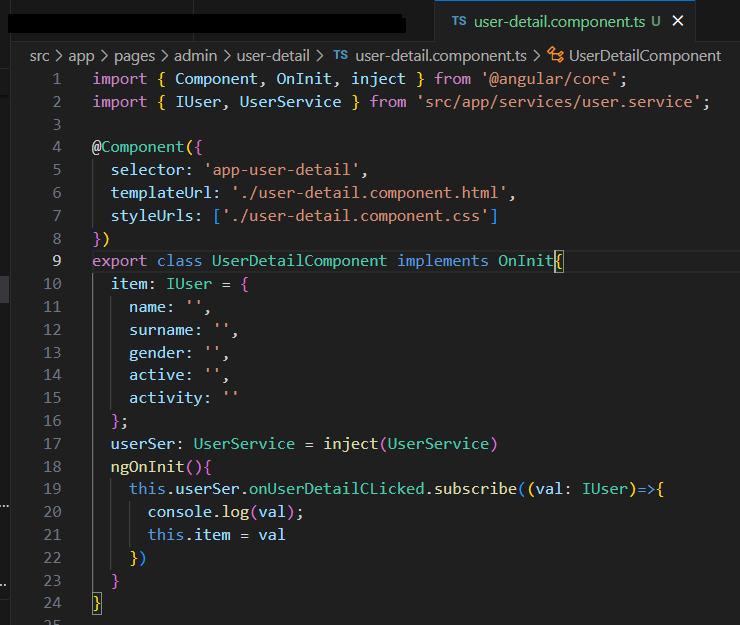 TS user-detail.component.ts U ×
src > app > pages > admin > user-detail > TS user-detail.component.ts > UserDetailComponent
1 import { Component, OnInit, inject } from '@angular/core';
2 import { IUser, UserService } from 'src/app/services/user.service';
3
4 @Component({
5 selector: 'app-user-detail',
6 templateUrl: './user-detail.component.html',
7 styleUrls: ['./user-detail.component.css']
8 })
9 export class UserDetailComponent implements OnInit{
10 item: IUser = {
11 name: '',
12 surname: '',
13 gender: '',
14 active: '',
15 activity: ''
16 };
17 userSer: UserService = inject(UserService)
18 ngOnInit(){
19 this.userSer.onUserDetailCLicked.subscribe((val: IUser)=>{
20 console.log(val);
21 this.item = val
22 })
23 }
24 }
25